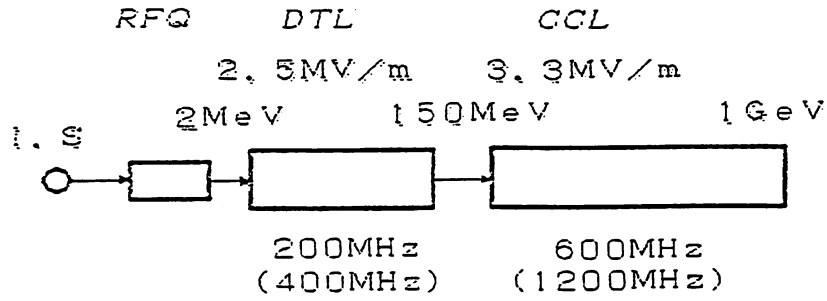 RFQ DTL CCL
2.5MV/m 3.3MV/m
2MeV 150MeV 1GeV
I.S
200MHz 600MHz
(400MHz) (1200MHz)